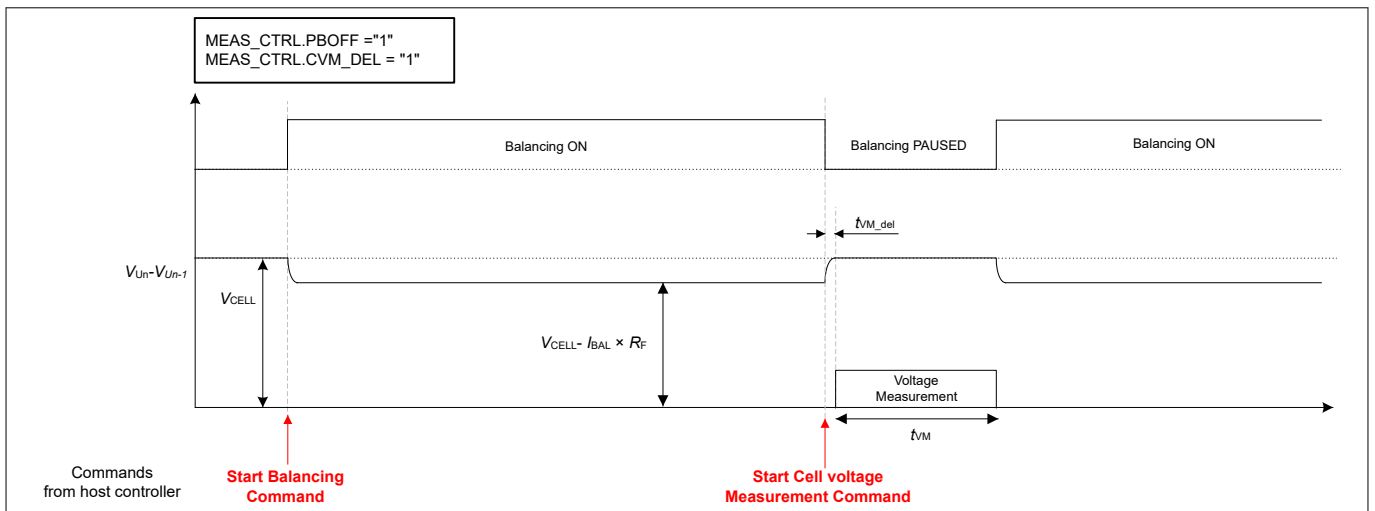 MEAS_CTRL.PBOFF ="1"
MEAS_CTRL.CVM_DEL = "1"
Balancing ON
Balancing PAUSED
Balancing ON
tVM_del
VUn-VUn-1
VCELL
VCELL- IBAL × RF
Voltage
Measurement
tVM
Commands
from host controller
Start Balancing
Command
Start Cell voltage
Measurement Command